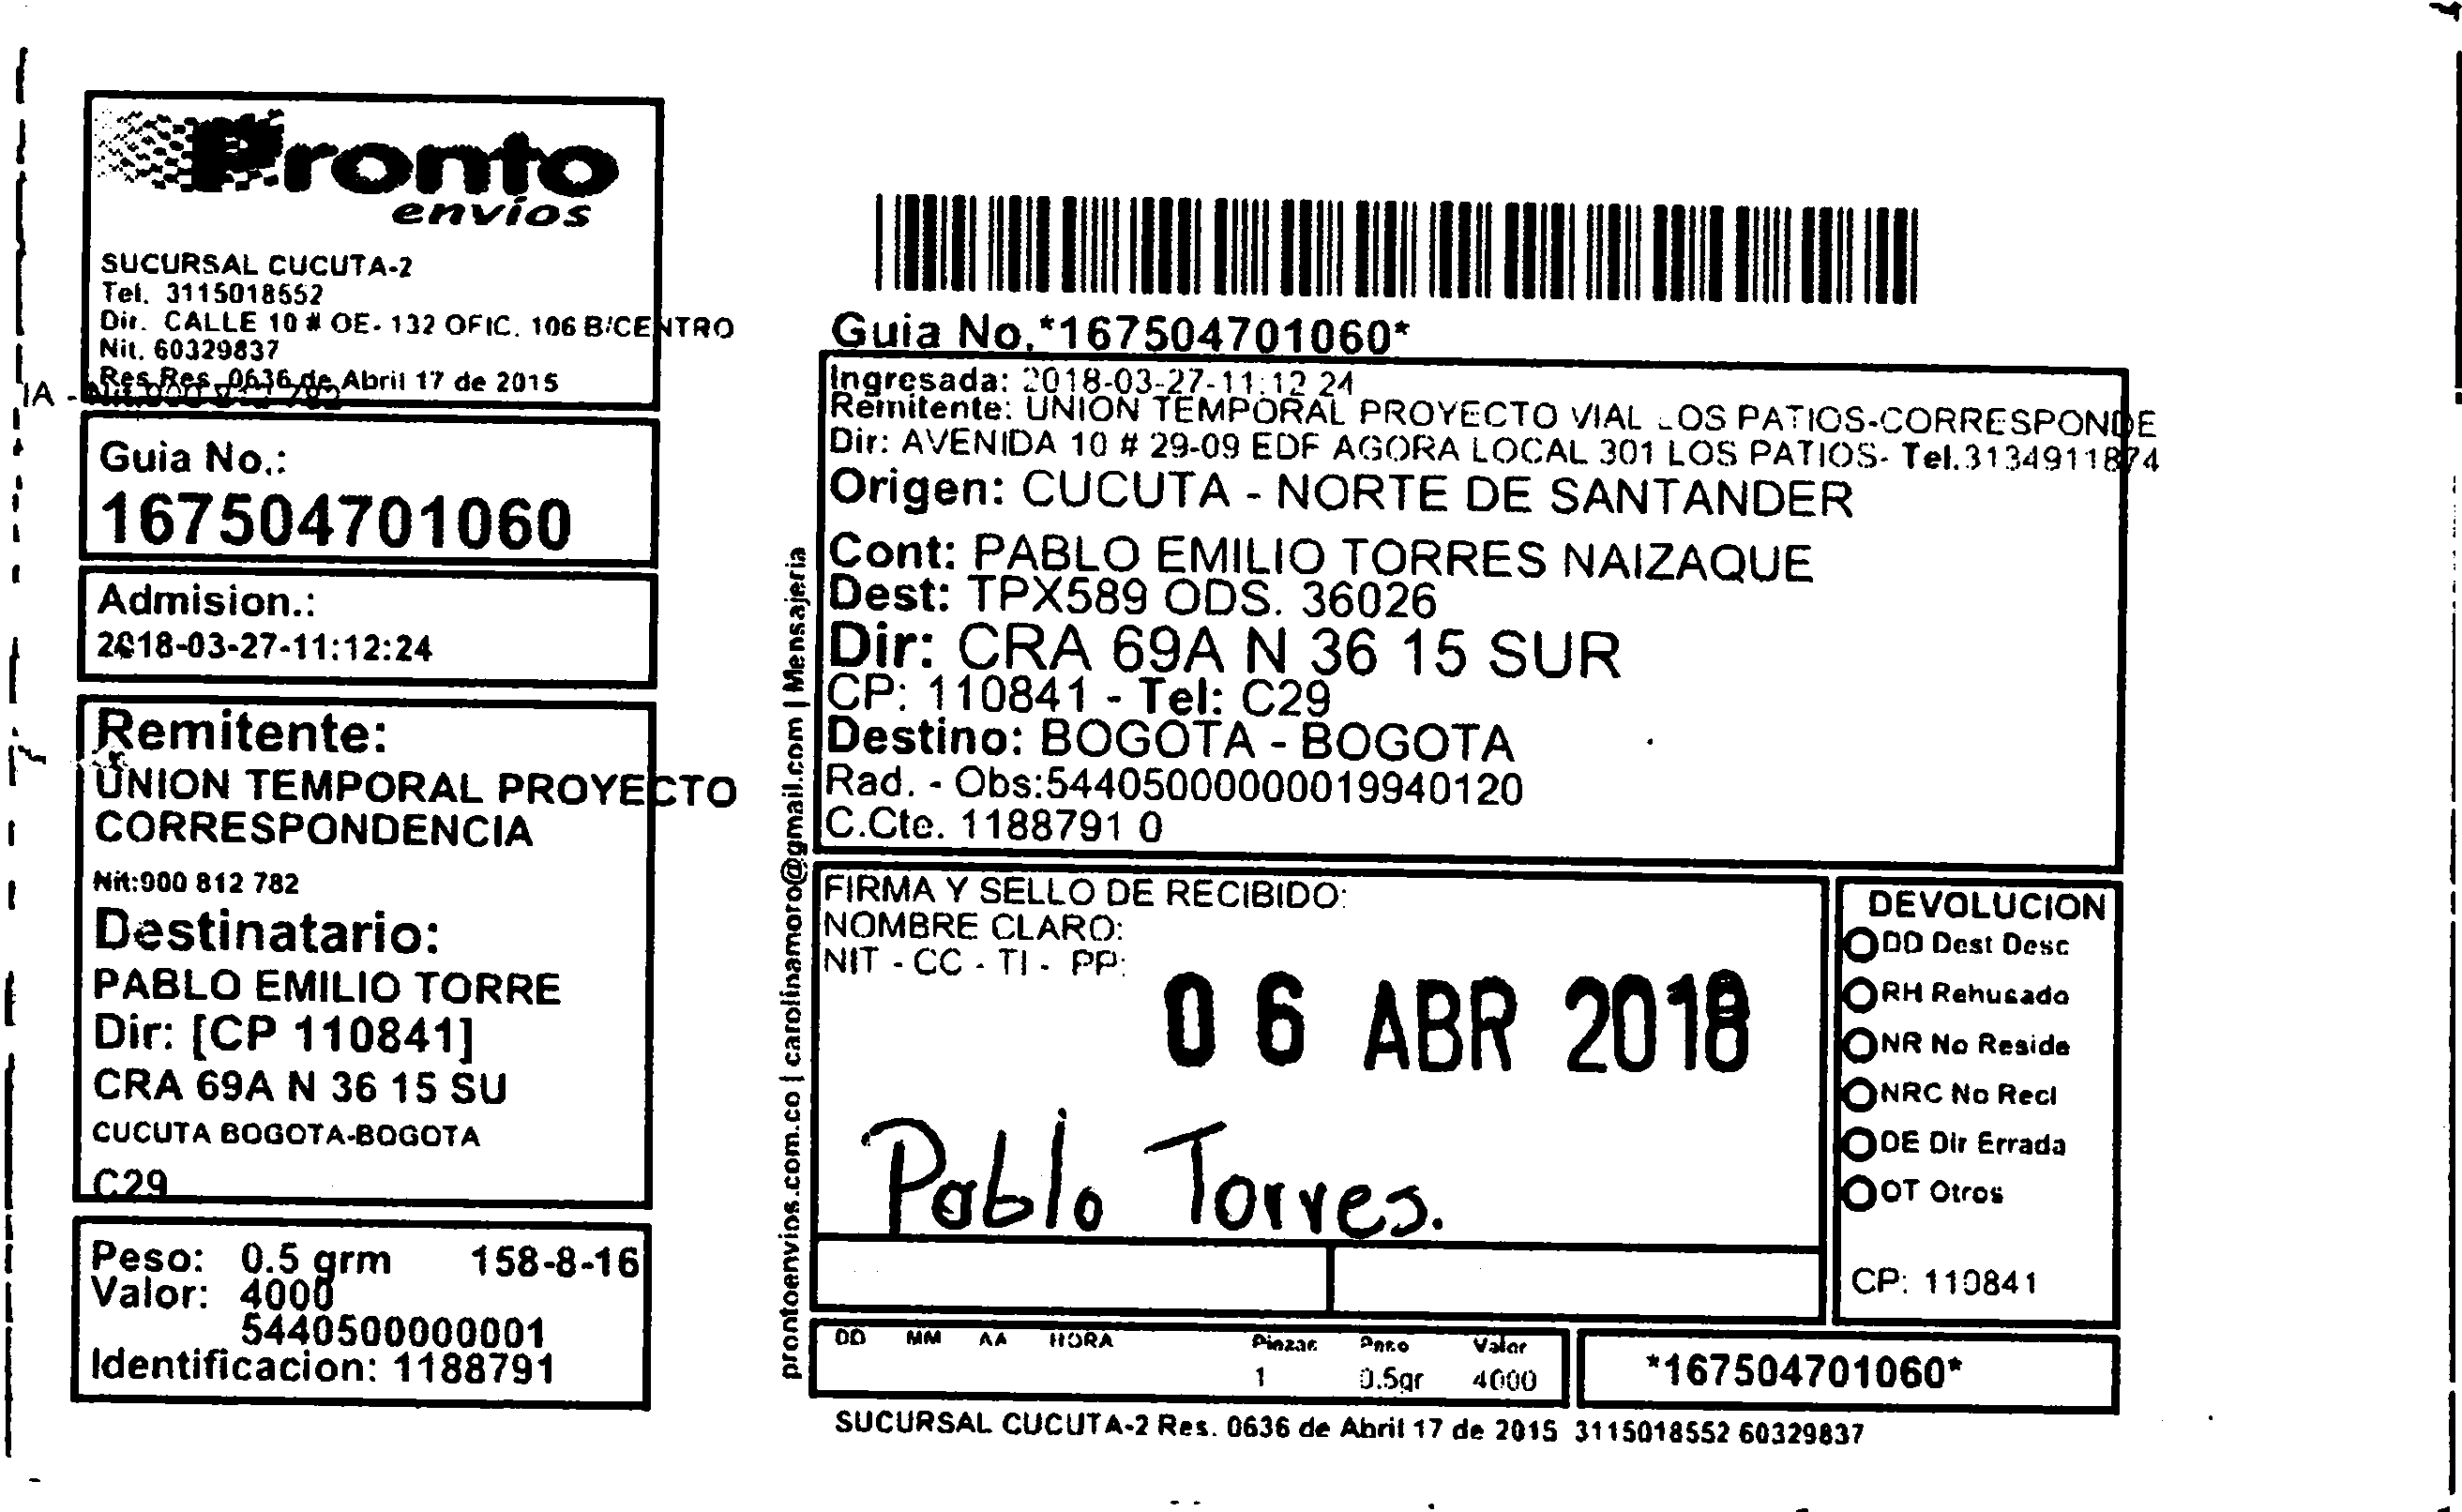 Pronto
envíos
SUCURSAL CUCUTA-2
Tel. 3115018552
Dir. CALLE 10 # OE-132 OFIC. 106 B/CENTRO
Nit. 60329837
Res Res 0636 de Abril 17 de 2015
IA -
Guia No.:
167504701060
Admision.:
2018-03-27-11:12:24
Remitente:
UNION TEMPORAL PROYECTO
CORRESPONDENCIA
Nit:900 812 782
Destinatario:
PABLO EMILIO TORRE
Dir: [CP 110841]
CRA 69A N 36 15 SU
CUCUTA BOGOTA-BOGOTA
C29
Peso: 0.5 grm 158-8-16
Valor: 4000
5440500000001
Identificacion: 1188791
prontoenvios.com.co | carolinamoro@gmail.com | Mensajeria
Guia No.*167504701060*
Ingresada: 2018-03-27-11:12 24
Remitente: UNION TEMPORAL PROYECTO VIAL LOS PATIOS-CORRESPONDE
Dir: AVENIDA 10 # 29-09 EDF AGORA LOCAL 301 LOS PATIOS- Tel.3134911874
Origen: CUCUTA - NORTE DE SANTANDER
Cont: PABLO EMILIO TORRES NAIZAQUE
Dest: TPX589 ODS. 36026
Dir: CRA 69A N 36 15 SUR
CP: 110841 - Tel: C29
Destino: BOGOTA - BOGOTA
Rad. - Obs:544050000000019940120
C.Cte. 1188791 0
FIRMA Y SELLO DE RECIBIDO:
NOMBRE CLARO:
NIT - CC - TI - PP:
06 ABR 2018
Pablo Torres.
DEVOLUCION
DD Dest Desc
RH Rehusado
NR No Reside
NRC No Recl
DE Dir Errada
OT Otros
CP: 110841
DD MM AA HORA Piezas Peso Valor
1 0.5gr 4000
*167504701060*
SUCURSAL CUCUTA-2 Res. 0636 de Abril 17 de 2015 3115018552 60329837